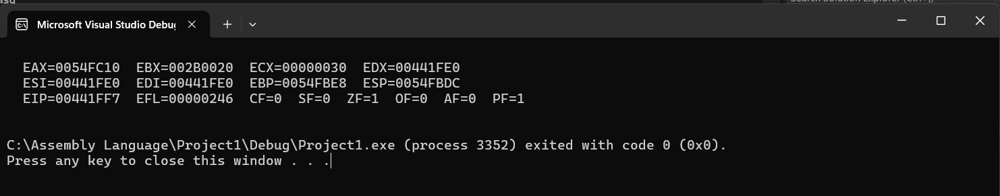 Microsoft Visual Studio Debu
EAX=0054FC10  EBX=002B0020  ECX=00000030  EDX=00441FE0
ESI=00441FE0  EDI=00441FE0  EBP=0054FBE8  ESP=0054FBDC
EIP=00441FF7  EFL=00000246  CF=0  SF=0  ZF=1  OF=0  AF=0  PF=1
C:\Assembly Language\Project1\Debug\Project1.exe (process 3352) exited with code 0 (0x0).
Press any key to close this window . . .